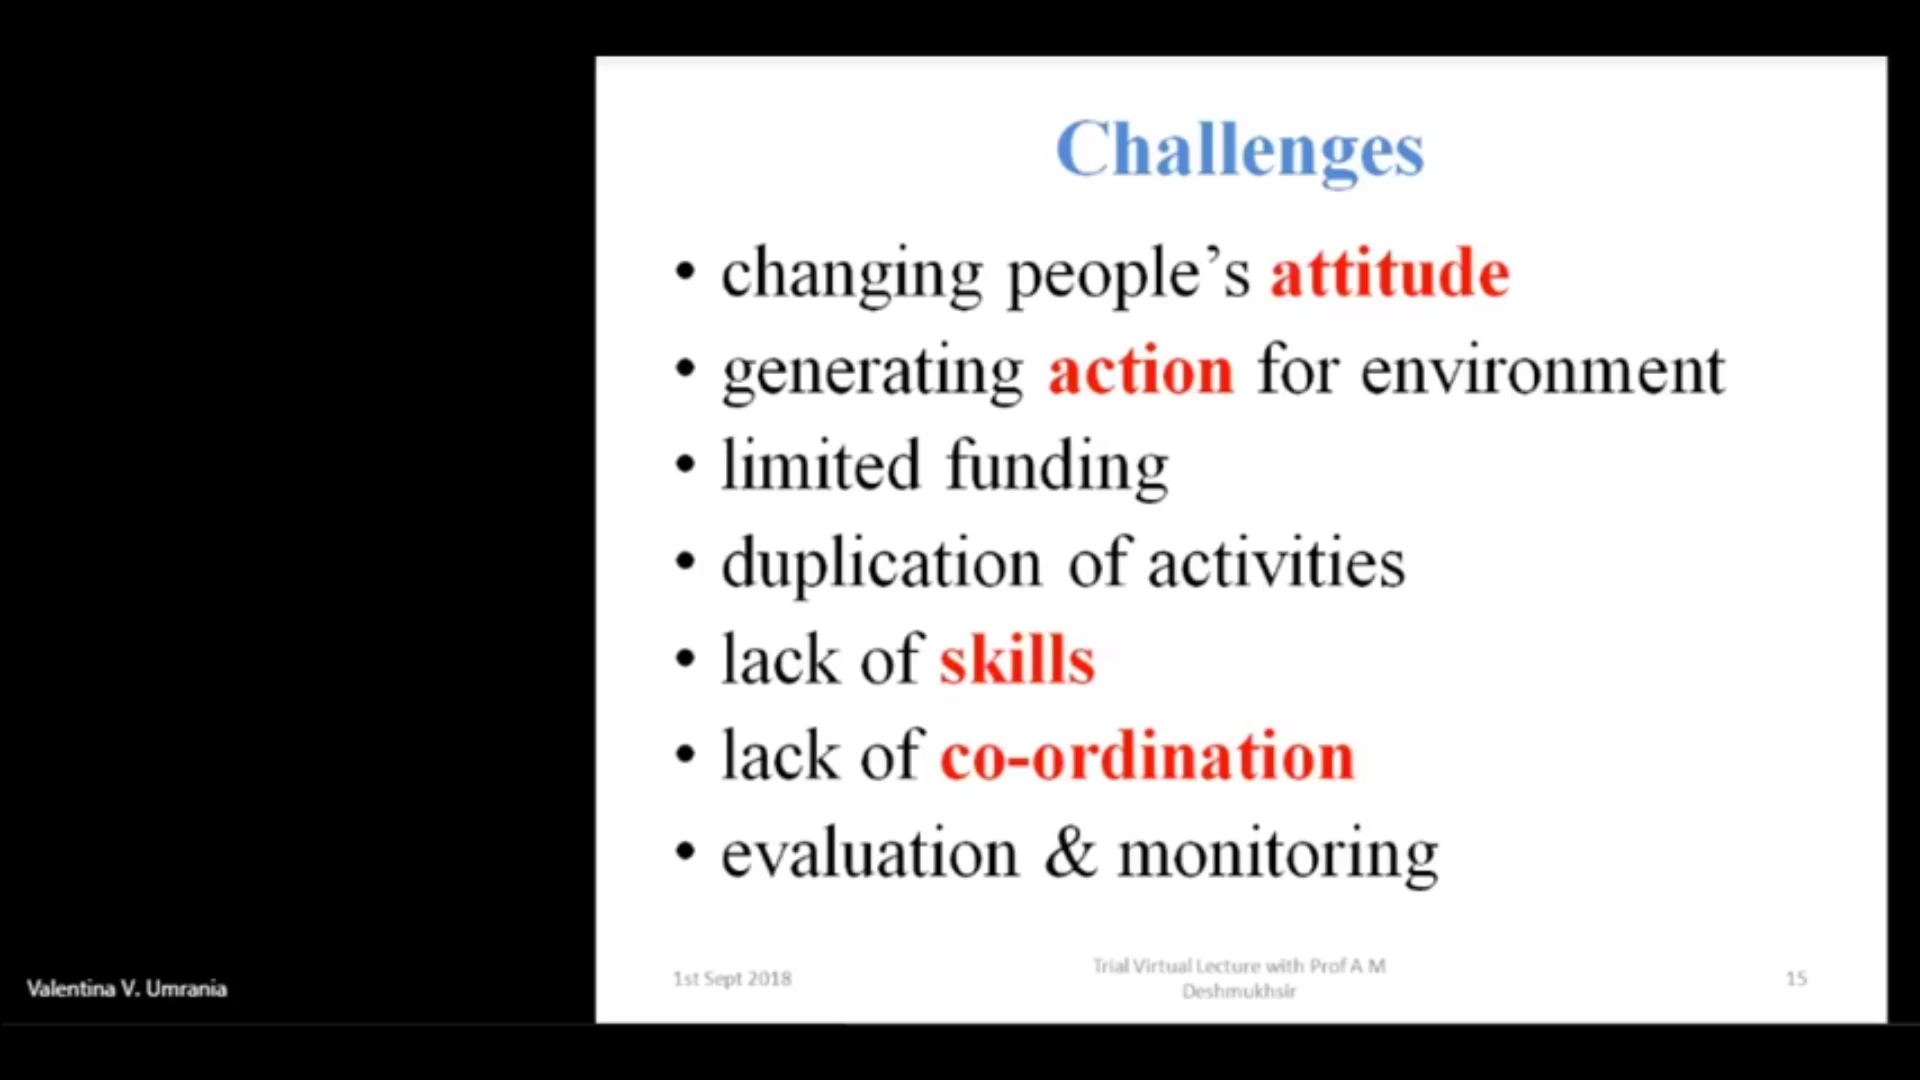 Challenges
• changing people’s attitude
• generating action for environment
• limited funding
• duplication of activities
• lack of skills
• lack of co-ordination
• evaluation & monitoring
1st Sept 2018
Trial Virtual Lecture with Prof A M
Deshmukhsir
15
Valentina V. Umrania